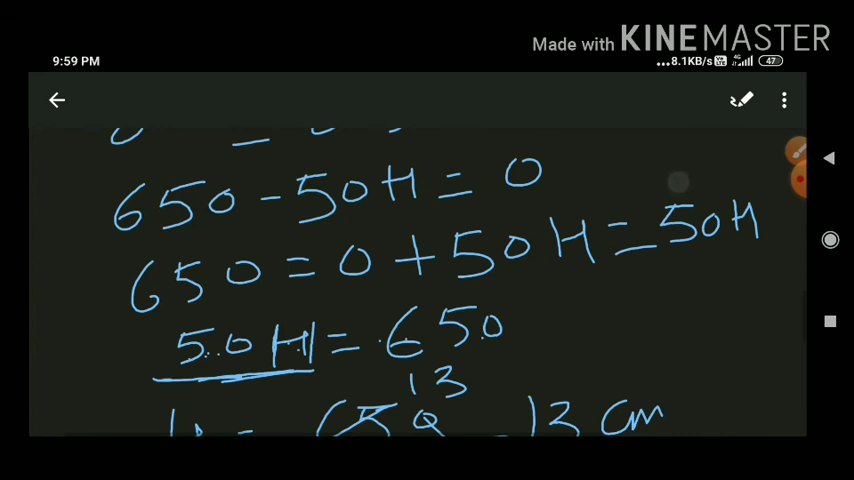 Made with KINEMASTER
9:59 PM
...8.1KB/s 4G 47
650 - 50H = 0
650 = 0 + 50H = 50H
50H = 650
13
13 cm